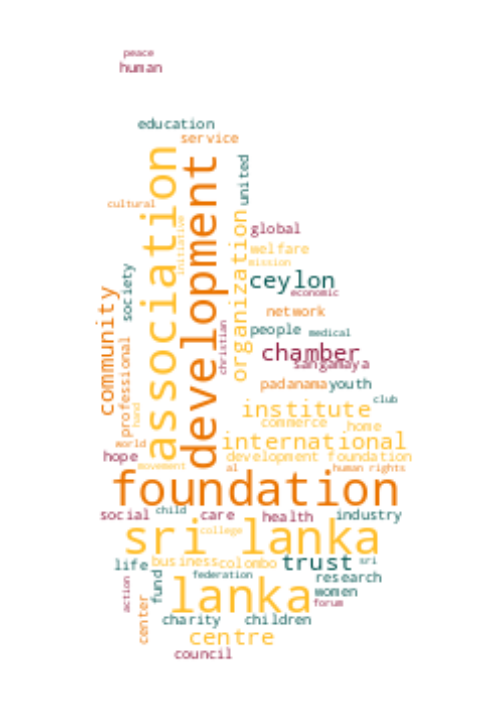 peace
human
education
service
association
development
united
cultural
initiative
organization
global
welfare
mission
ceylon
economic
society
community
network
people
medical
christian
professional
chamber
sangamaya
padanama
youth
club
hand
institute
commerce
home
world
international
hope
development foundation
movement
al
human rights
foundation
social
child
care
health
industry
college
sri lanka
life
business
colombo
trust
sri
federation
research
action
fund
lanka
women
forum
center
charity
children
centre
council